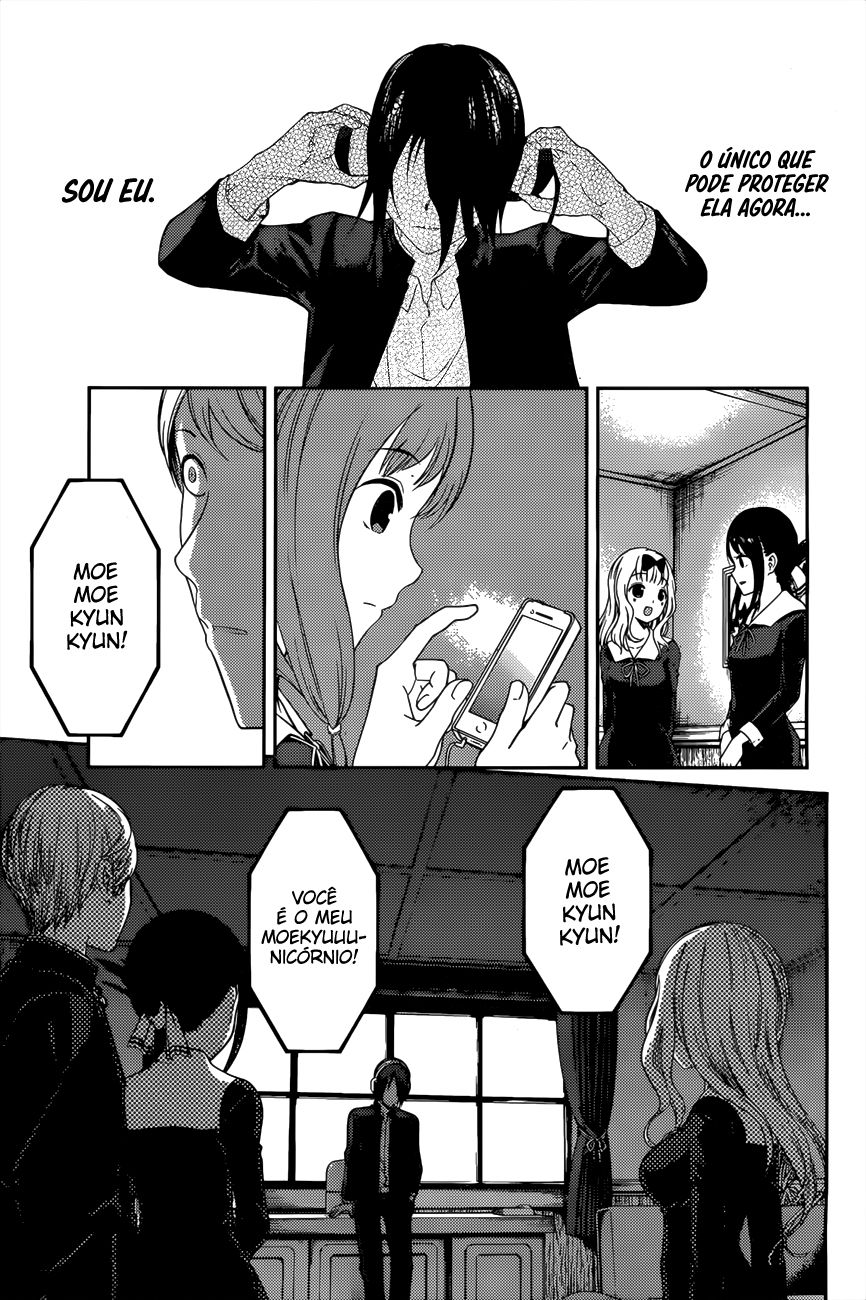 O ÚNICO QUE
PODE PROTEGER
ELA AGORA...
SOU EU.
MOE
MOE
KYUN
KYUN!
MOE
MOE
KYUN
KYUN!
VOCÊ
É O MEU
MOEKYUUU-
NICÓRNIO!